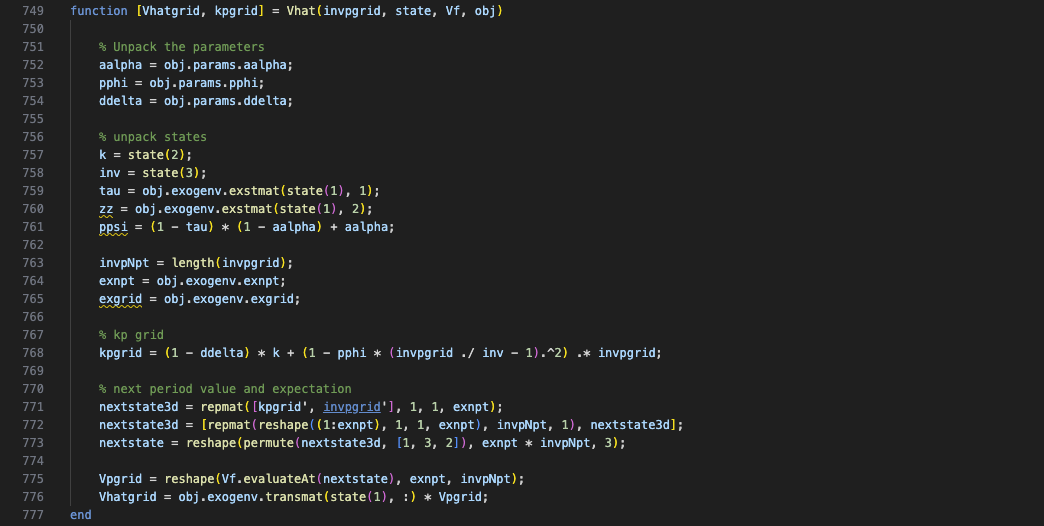 749 function [Vhatgrid, kpgrid] = Vhat(invpgrid, state, Vf, obj)
750
751     % Unpack the parameters
752     aalpha = obj.params.aalpha;
753     pphi = obj.params.pphi;
754     ddelta = obj.params.ddelta;
755
756     % unpack states
757     k = state(2);
758     inv = state(3);
759     tau = obj.exogenv.exstmat(state(1), 1);
760     zz = obj.exogenv.exstmat(state(1), 2);
761     ppsi = (1 - tau) * (1 - aalpha) + aalpha;
762
763     invpNpt = length(invpgrid);
764     exnpt = obj.exogenv.exnpt;
765     exgrid = obj.exogenv.exgrid;
766
767     % kp grid
768     kpgrid = (1 - ddelta) * k + (1 - pphi * (invpgrid ./ inv - 1).^2) .* invpgrid;
769
770     % next period value and expectation
771     nextstate3d = repmat([kpgrid', invpgrid'], 1, 1, exnpt);
772     nextstate3d = [repmat(reshape((1:exnpt), 1, 1, exnpt), invpNpt, 1), nextstate3d];
773     nextstate = reshape(permute(nextstate3d, [1, 3, 2]), exnpt * invpNpt, 3);
774
775     Vpgrid = reshape(Vf.evaluateAt(nextstate), exnpt, invpNpt);
776     Vhatgrid = obj.exogenv.transmat(state(1), :) * Vpgrid;
777 end